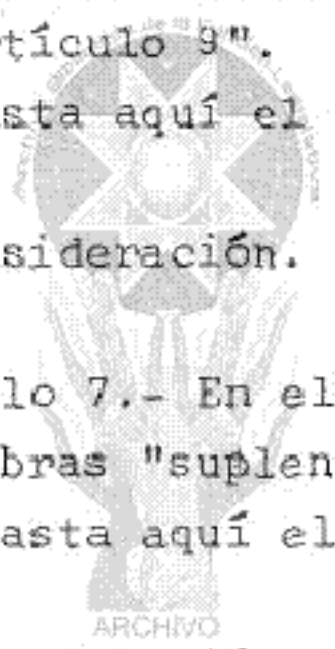 tículo 9".
sta aquí el
sideración.
lo 7.- En el
bras "suplen
asta aquí el
ARCHIVO